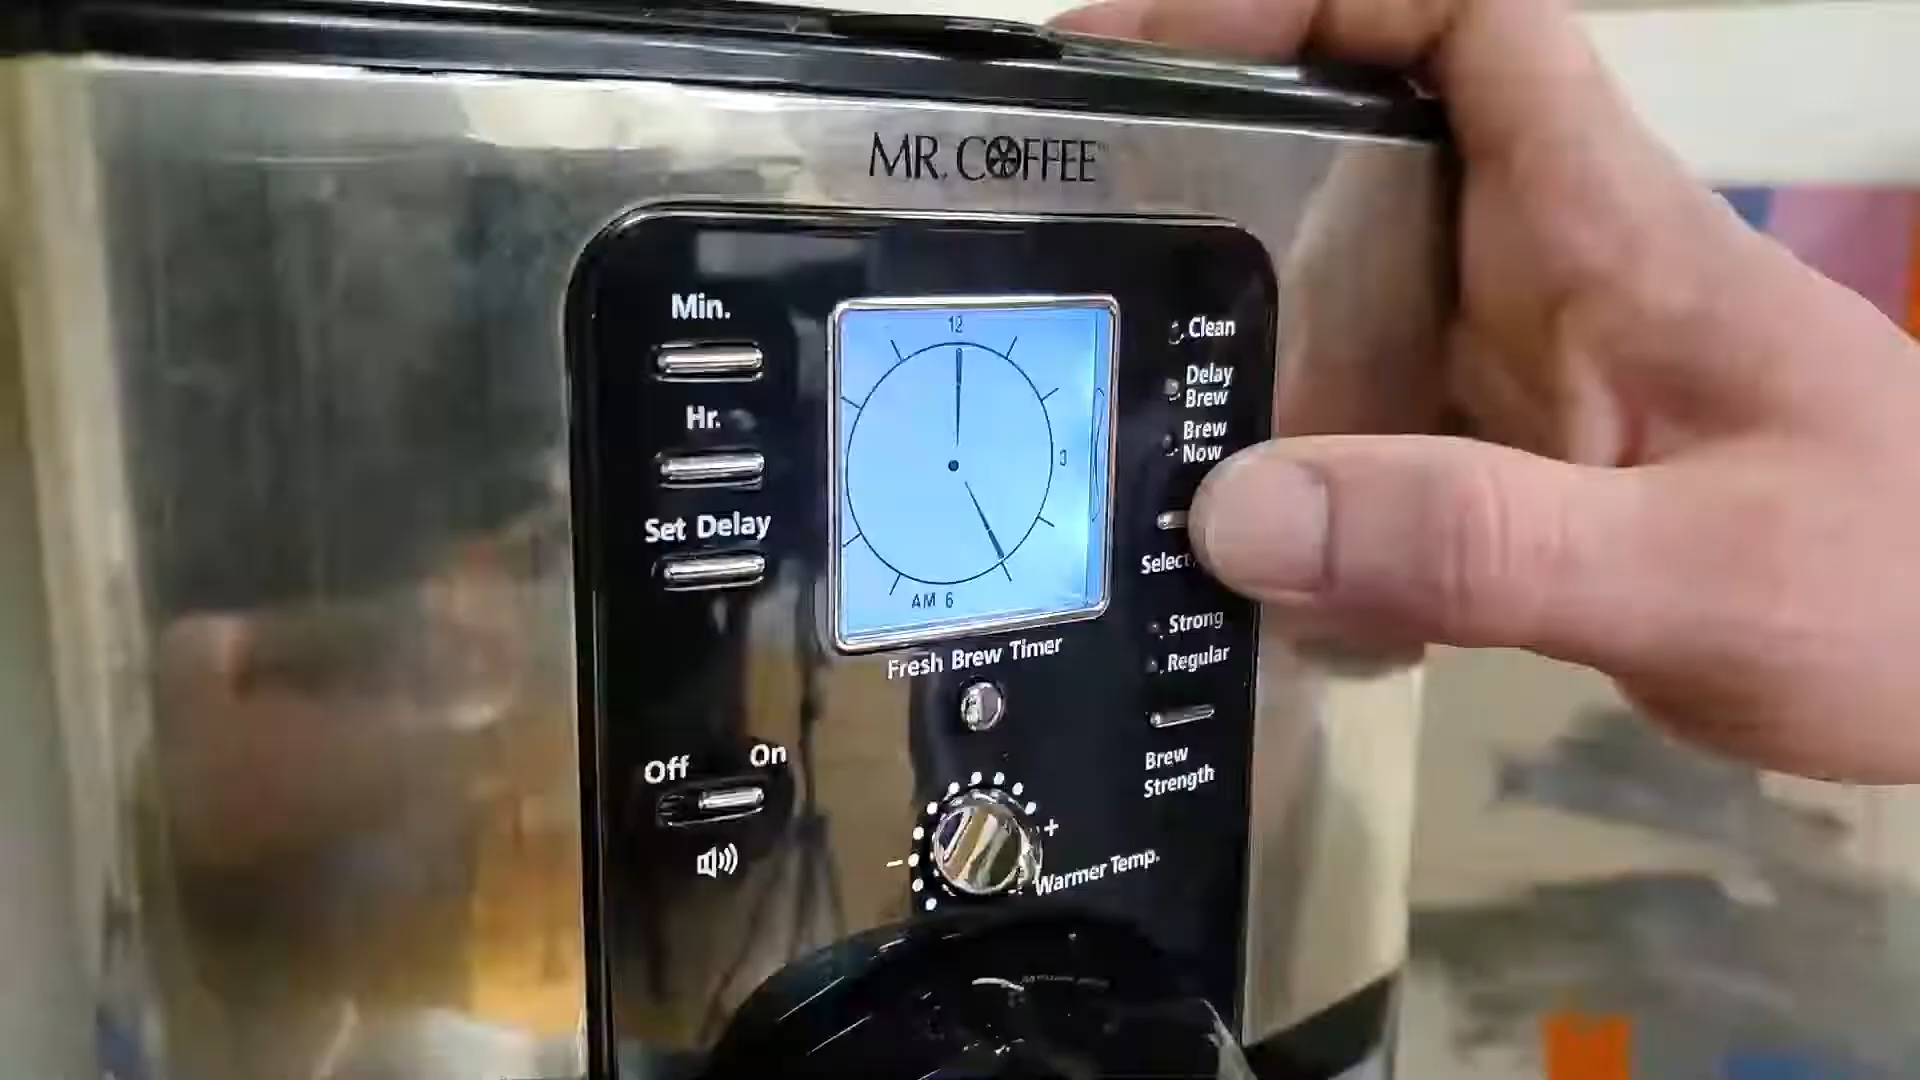 MR. COFFEE
Min.
Hr.
Set Delay
12
3
AM 6
Fresh Brew Timer
Clean
Delay
Brew
Brew
Now
Select
Strong
Regular
Brew
Strength
Off
On
-
+
Warmer Temp.